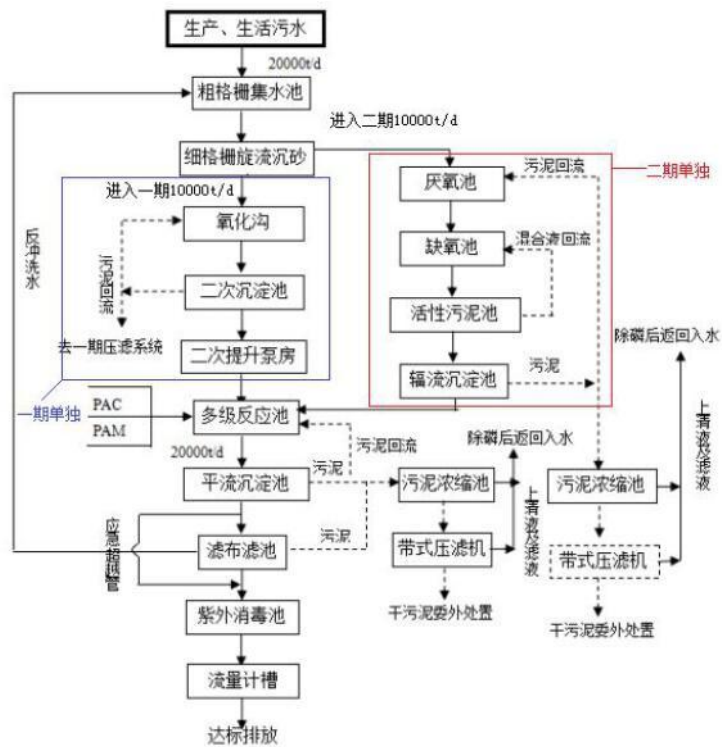 生产、生活污水
20000t/d
粗格栅集水池
进入二期10000t/d
细格栅旋流沉砂
二期单独
进入一期10000t/d
厌氧池
污泥回流
氧化沟
缺氧池
混合液回流
反冲洗水
污泥回流
二次沉淀池
活性污泥池
去一期压滤系统
除磷后返回入水
二次提升泵房
辐流沉淀池
污泥
一期单独
PAC
PAM
多级反应池
污泥回流
除磷后返回入水
上清液及滤液
20000t/d
污泥
平流沉淀池
污泥浓缩池
污泥浓缩池
应急超越管
上清液及滤液
滤布滤池
污泥
带式压滤机
带式压滤机
紫外消毒池
干污泥委外处置
干污泥委外处置
流量计槽
达标排放